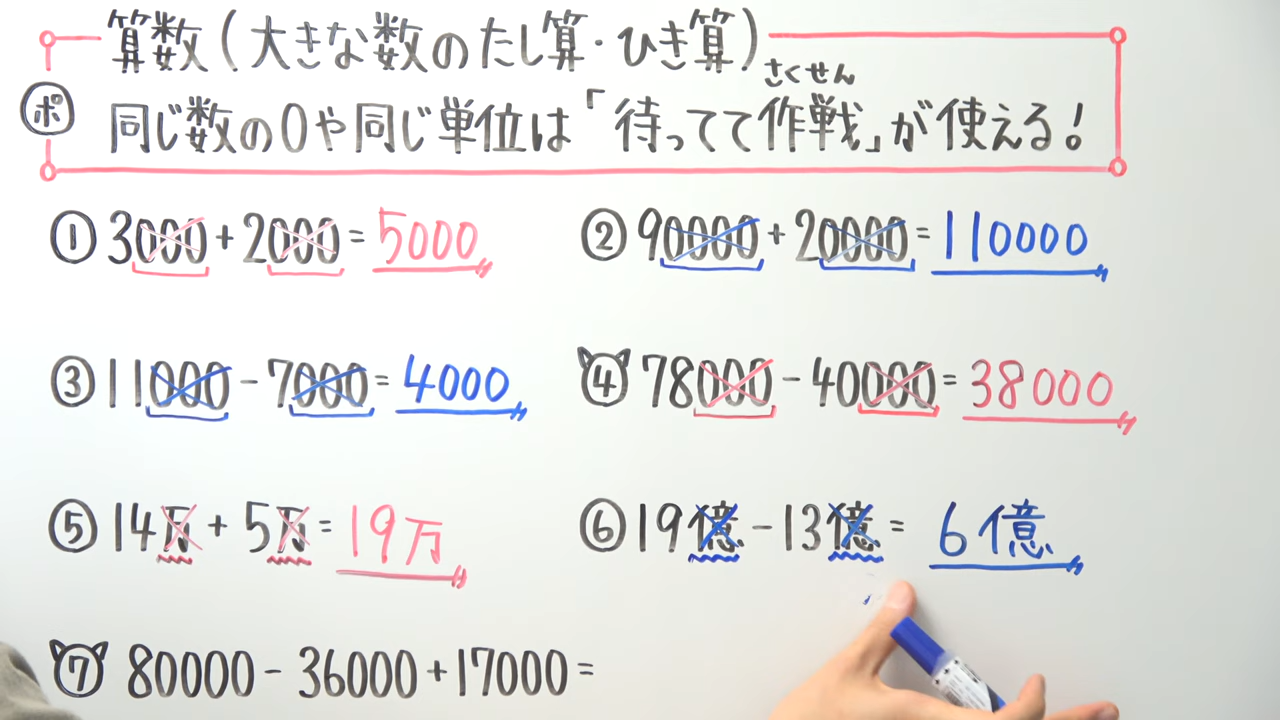 算数(大きな数のたし算・ひき算)
さくせん
ポ 同じ数の0や同じ単位は「待ってて作戦」が使える!
① 3000+2000=5000
② 90000+20000=110000
③ 11000-7000=4000
④ 78000-40000=38000
⑤ 14万+5万=19万
⑥ 19億-13億=6億
⑦ 80000-36000+17000=